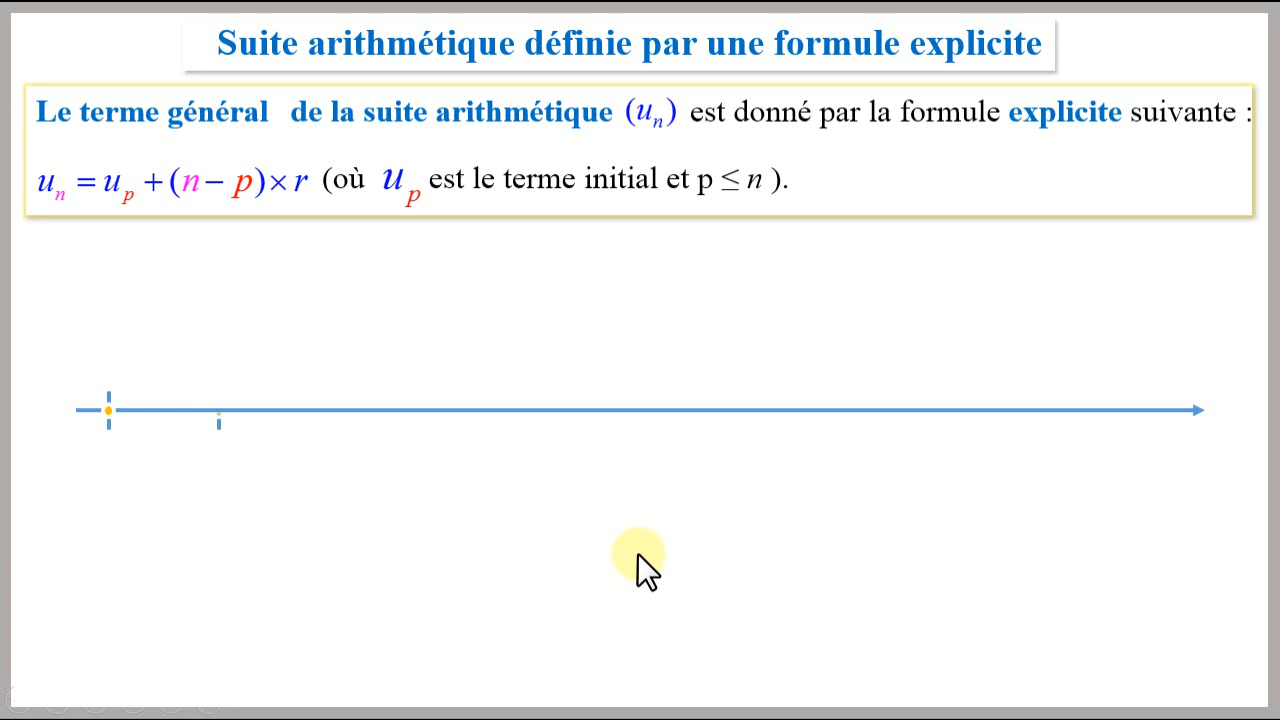 Suite arithmétique définie par une formule explicite
Le terme général de la suite arithmétique (uₙ) est donné par la formule explicite suivante :
uₙ = uₚ + (n − p) × r (où uₚ est le terme initial et p ≤ n ).